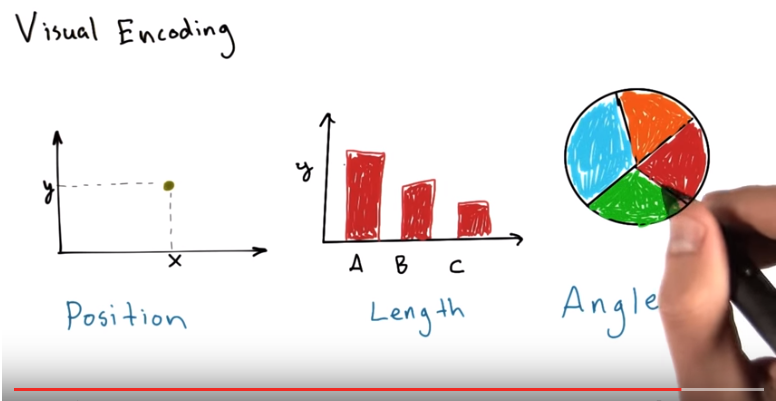 Visual Encoding
y
x
Position
y
A B C
Length
Angle